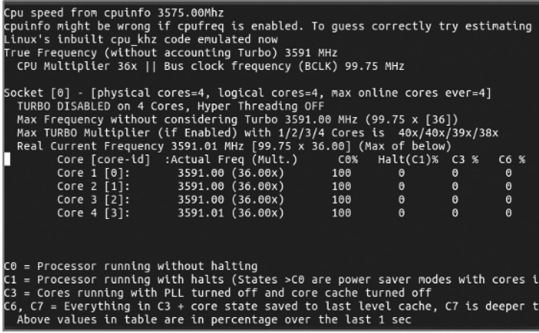 Cpu speed from cpuinfo 3575.00Mhz
cpuinfo might be wrong if cpufreq is enabled. To guess correctly try estimating
Linux's inbuilt cpu_khz code emulated now
True Frequency (without accounting Turbo) 3591 MHz
CPU Multiplier 36x || Bus clock frequency (BCLK) 99.75 MHz
Socket [0] - [physical cores=4, logical cores=4, max online cores ever=4]
TURBO DISABLED on 4 Cores, Hyper Threading OFF
Max Frequency without considering Turbo 3591.00 MHz (99.75 x [36])
Max TURBO Multiplier (if Enabled) with 1/2/3/4 Cores is 40x/40x/39x/38x
Real Current Frequency 3591.01 MHz [99.75 x 36.00] (Max of below)
Core [core-id] :Actual Freq (Mult.) C0% Halt(C1)% C3 % C6 %
Core 1 [0]: 3591.00 (36.00x) 100 0 0 0
Core 2 [1]: 3591.00 (36.00x) 100 0 0 0
Core 3 [2]: 3591.00 (36.00x) 100 0 0 0
Core 4 [3]: 3591.01 (36.00x) 100 0 0 0
C0 = Processor running without halting
C1 = Processor running with halts (States >C0 are power saver modes with cores i
C3 = Cores running with PLL turned off and core cache turned off
C6, C7 = Everything in C3 + core state saved to last level cache, C7 is deeper t
Above values in table are in percentage over the last 1 sec